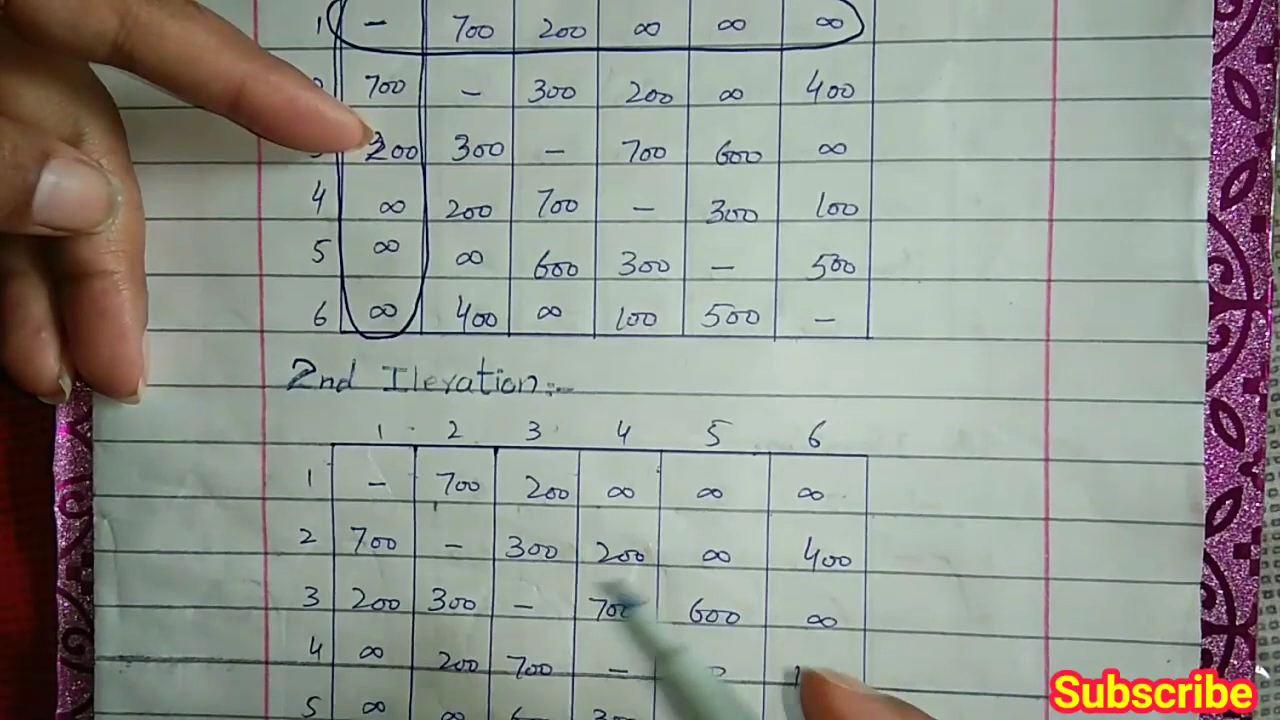 1 - 700 200 ∞ ∞ ∞
700 - 300 200 ∞ 400
200 300 - 700 600 ∞
4 ∞ 200 700 - 300 100
5 ∞ ∞ 600 300 - 500
6 ∞ 400 ∞ 100 500 -
2nd Ileration:-
1 2 3 4 5 6
1 - 700 200 ∞ ∞ ∞
2 700 - 300 200 ∞ 400
3 200 300 - 700 600 ∞
4 ∞ 200 700 -
5 ∞ ∞
Subscribe